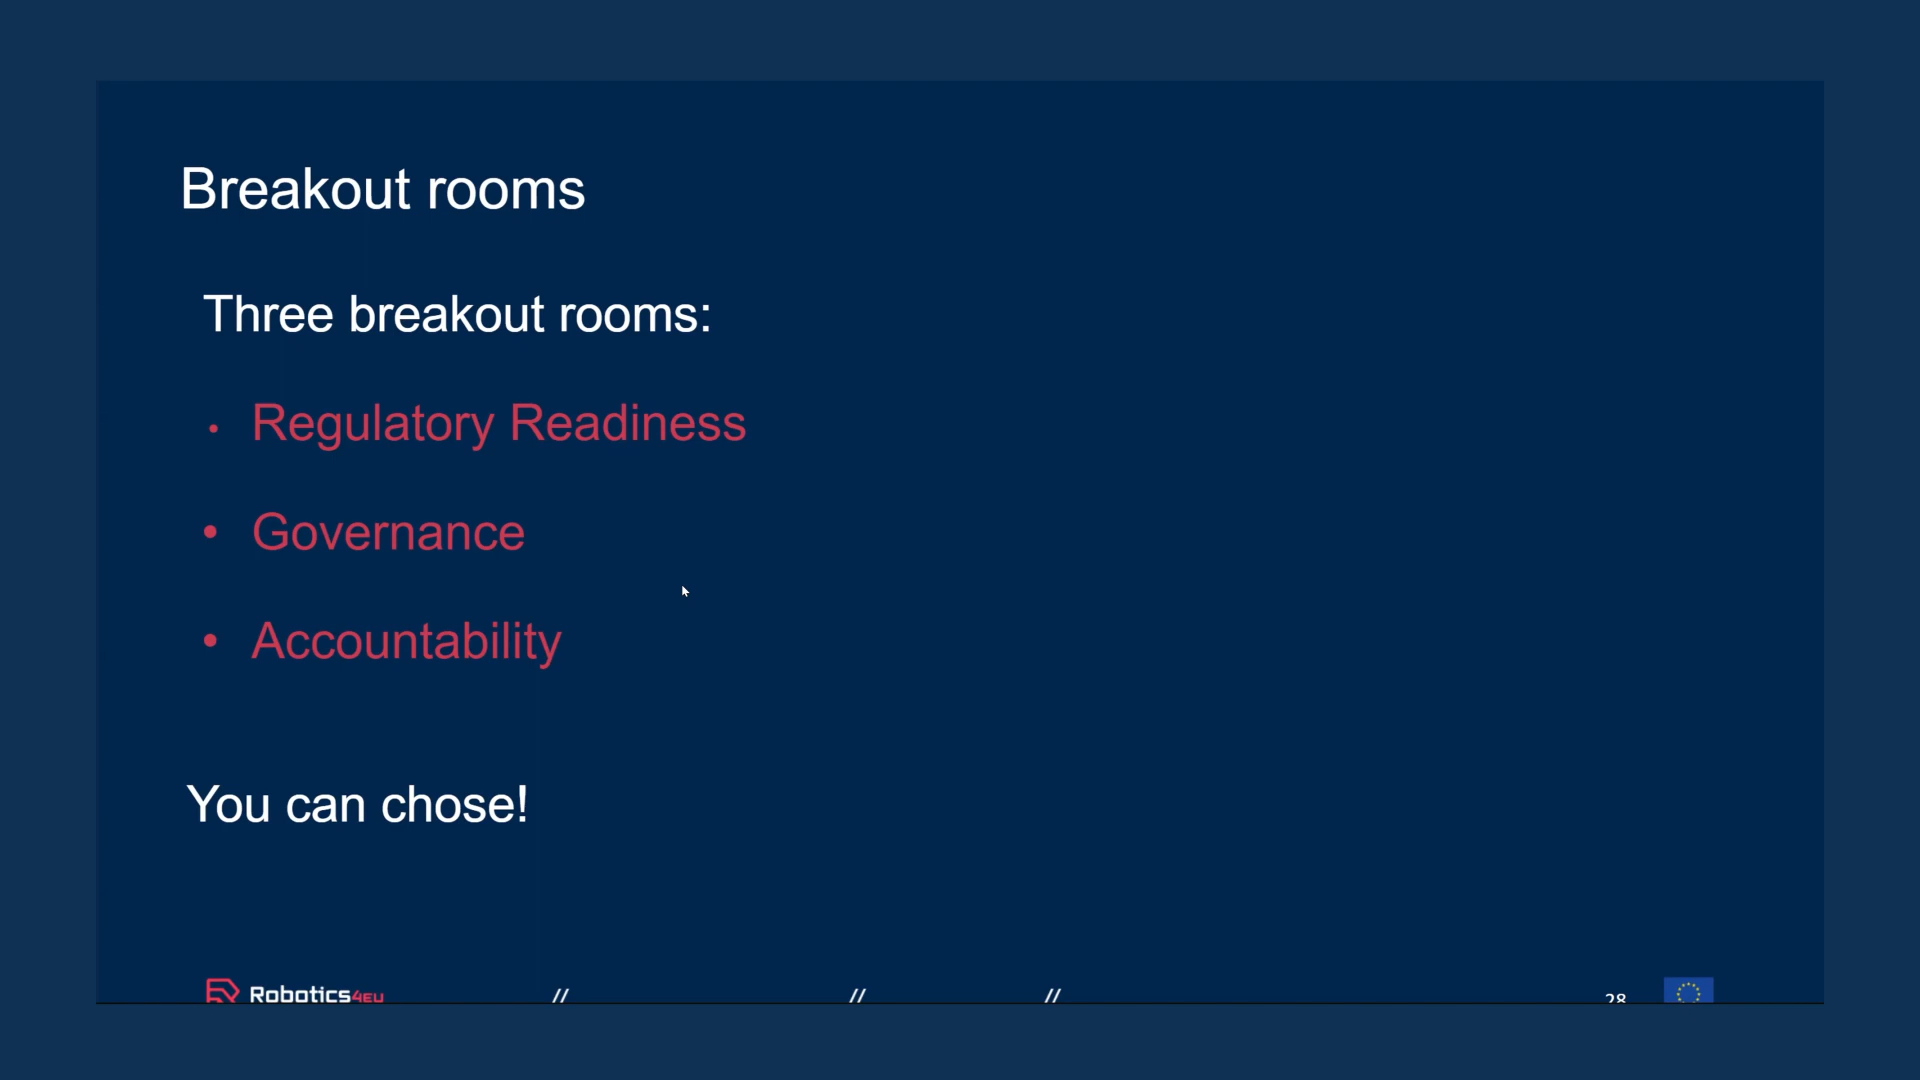 Breakout rooms
Three breakout rooms:
• Regulatory Readiness
• Governance
• Accountability
You can chose!
Robotics4EU // // // 28